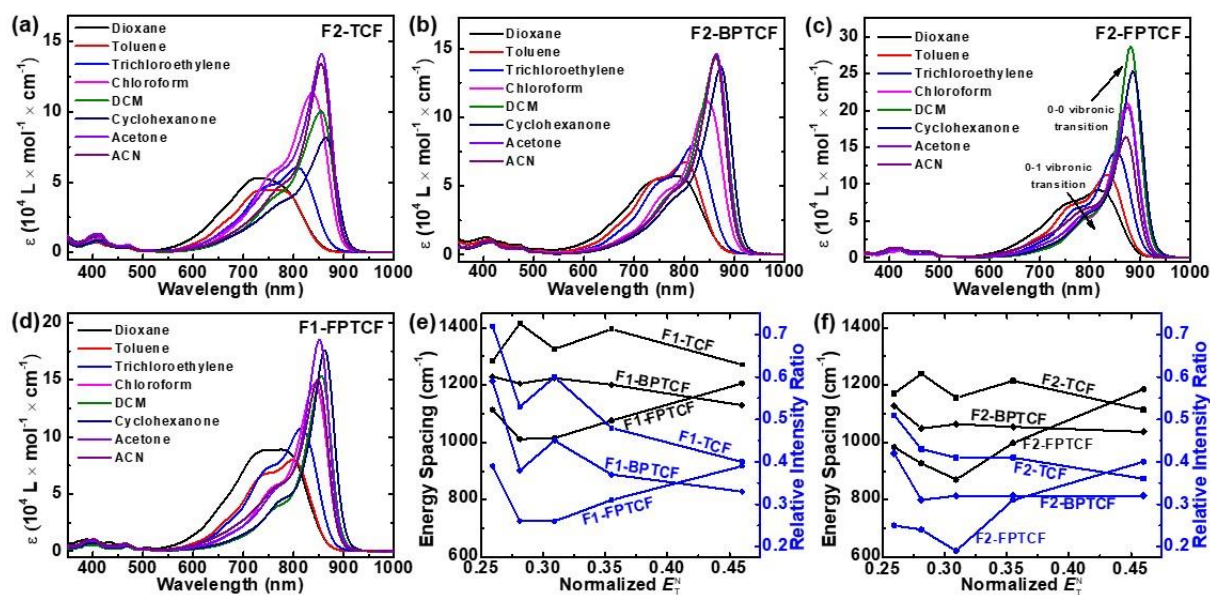 (a) F2-TCF
Dioxane
Toluene
Trichloroethylene
Chloroform
DCM
Cyclohexanone
Acetone
ACN
15
10
5
0
400 500 600 700 800 900 1000
Wavelength (nm)
ε (10⁴ L × mol⁻¹ × cm⁻¹)
(b) F2-BPTCF
Dioxane
Toluene
Trichloroethylene
Chloroform
DCM
Cyclohexanone
Acetone
ACN
15
10
5
0
400 500 600 700 800 900 1000
Wavelength (nm)
ε (10⁴ L × mol⁻¹ × cm⁻¹)
(c) F2-FPTCF
Dioxane
Toluene
Trichloroethylene
Chloroform
DCM
Cyclohexanone
Acetone
ACN
0-0 vibronic
transition
0-1 vibronic
transition
30
25
20
15
10
5
0
400 500 600 700 800 900 1000
Wavelength (nm)
ε (10⁴ L × mol⁻¹ × cm⁻¹)
(d) F1-FPTCF
Dioxane
Toluene
Trichloroethylene
Chloroform
DCM
Cyclohexanone
Acetone
ACN
20
15
10
5
0
400 500 600 700 800 900 1000
Wavelength (nm)
ε (10⁴ L × mol⁻¹ × cm⁻¹)
(e)
F1-TCF
F1-BPTCF
F1-FPTCF
F1-TCF
F1-BPTCF
F1-FPTCF
1400
1200
1000
800
600
Energy Spacing (cm⁻¹)
0.7
0.6
0.5
0.4
0.3
0.2
Relative Intensity Ratio
0.25 0.30 0.35 0.40 0.45
Normalized E_T^N
(f)
F2-TCF
F2-BPTCF
F2-FPTCF
F2-TCF
F2-BPTCF
F2-FPTCF
1400
1200
1000
800
600
Energy Spacing (cm⁻¹)
0.7
0.6
0.5
0.4
0.3
0.2
Relative Intensity Ratio
0.25 0.30 0.35 0.40 0.45
Normalized E_T^N